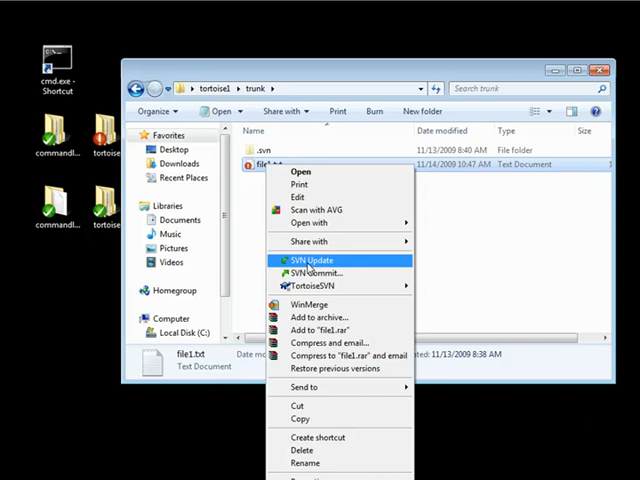 cmd.exe -
Shortcut
commandl...
tortoise
commandl...
tortoise
tortoise1
trunk
Search trunk
Organize
Open
Share with
Print
Burn
New folder
Favorites
Desktop
Downloads
Recent Places
Libraries
Documents
Music
Pictures
Videos
Homegroup
Computer
Local Disk (C:)
Name
Date modified
Type
Size
.svn
11/13/2009 8:40 AM
File folder
file1.txt
11/14/2009 10:47 AM
Text Document
Open
Print
Edit
Scan with AVG
Open with
Share with
SVN Update
SVN Commit...
TortoiseSVN
WinMerge
Add to archive...
Add to "file1.rar"
Compress and email...
Compress to "file1.rar" and email
Restore previous versions
Send to
Cut
Copy
Create shortcut
Delete
Rename
file1.txt
Text Document
11/13/2009 8:38 AM